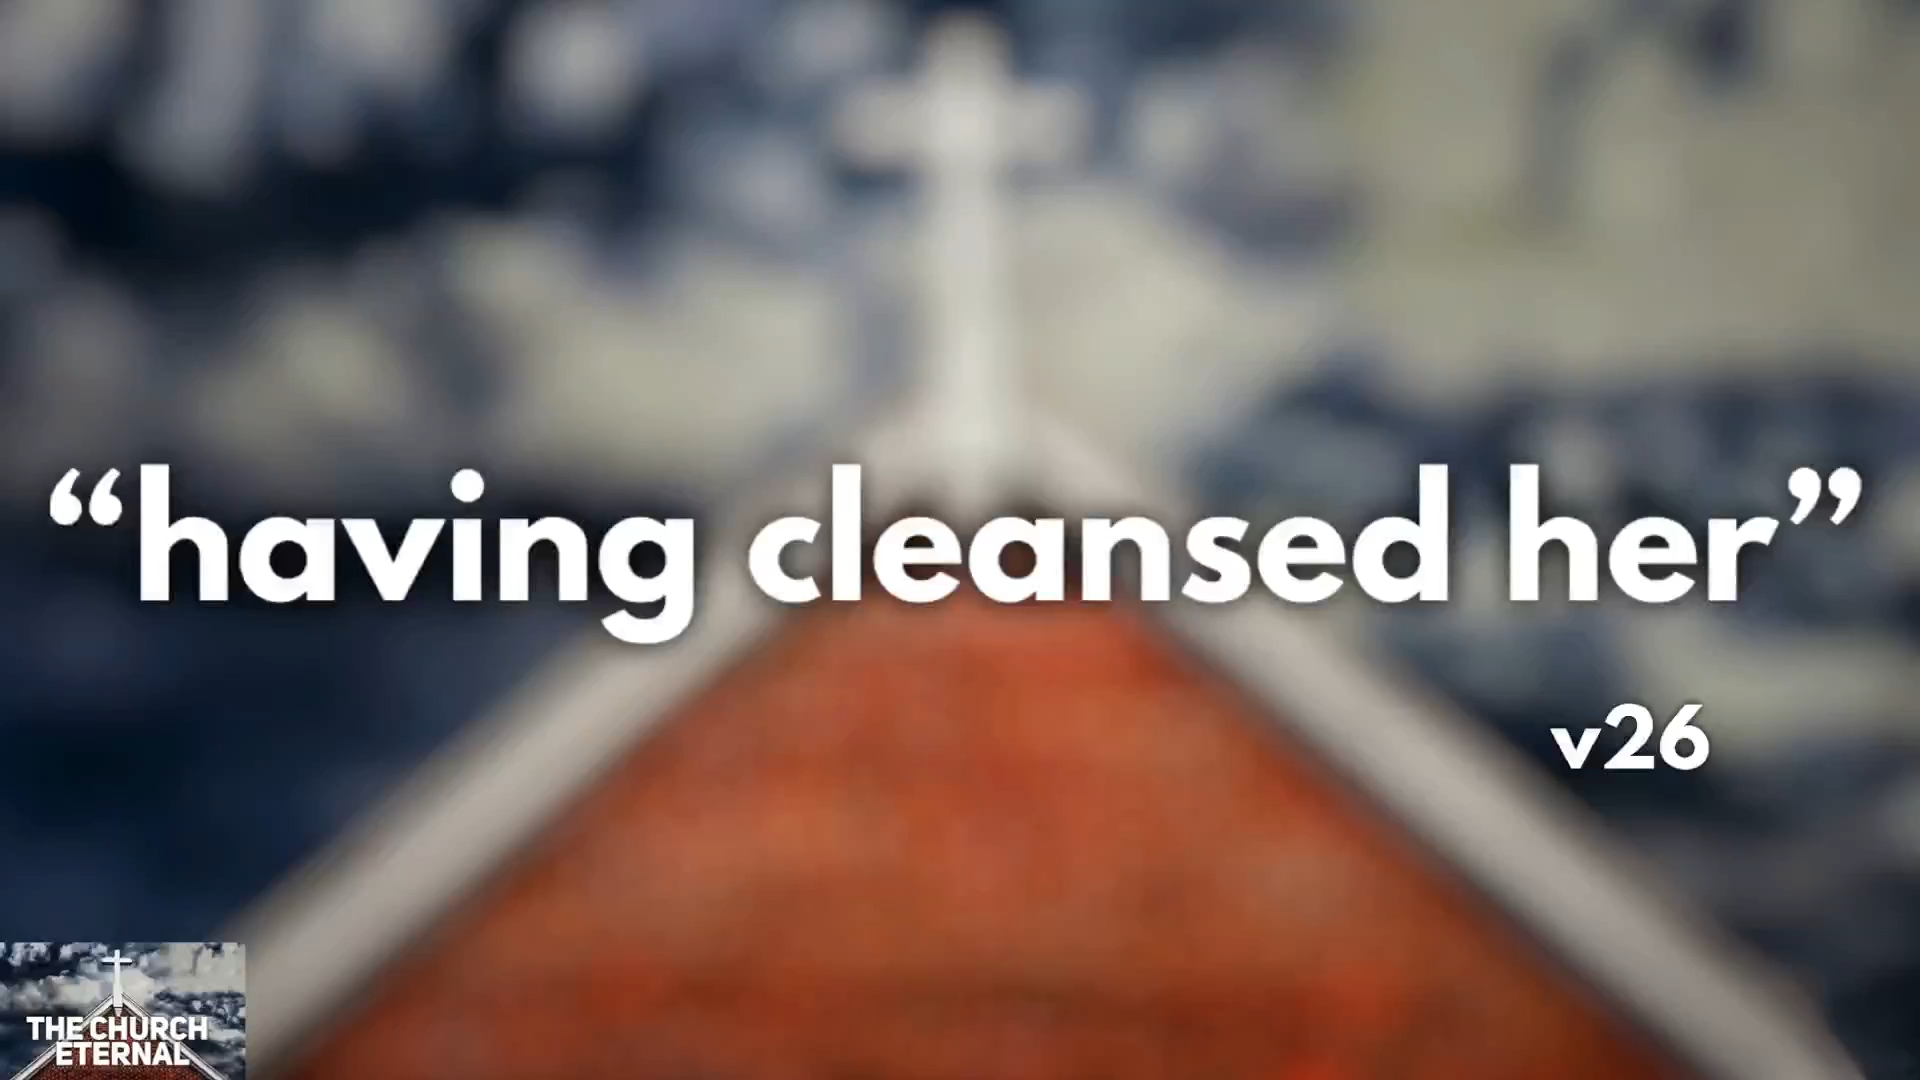 “having cleansed her”
v26
THE CHURCH
ETERNAL